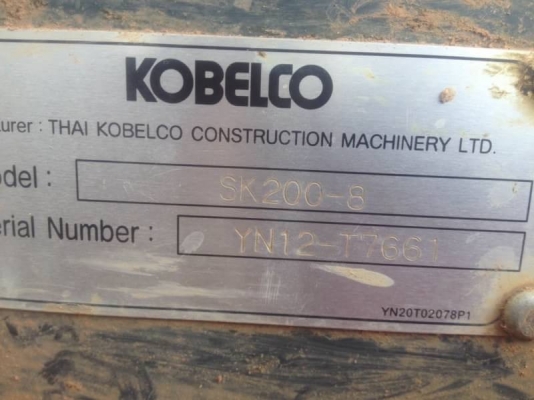 KOBELCO
urer : THAI KOBELCO CONSTRUCTION MACHINERY LTD.
odel : SK200-8
erial Number : YN12-T7661
YN20T02078P1